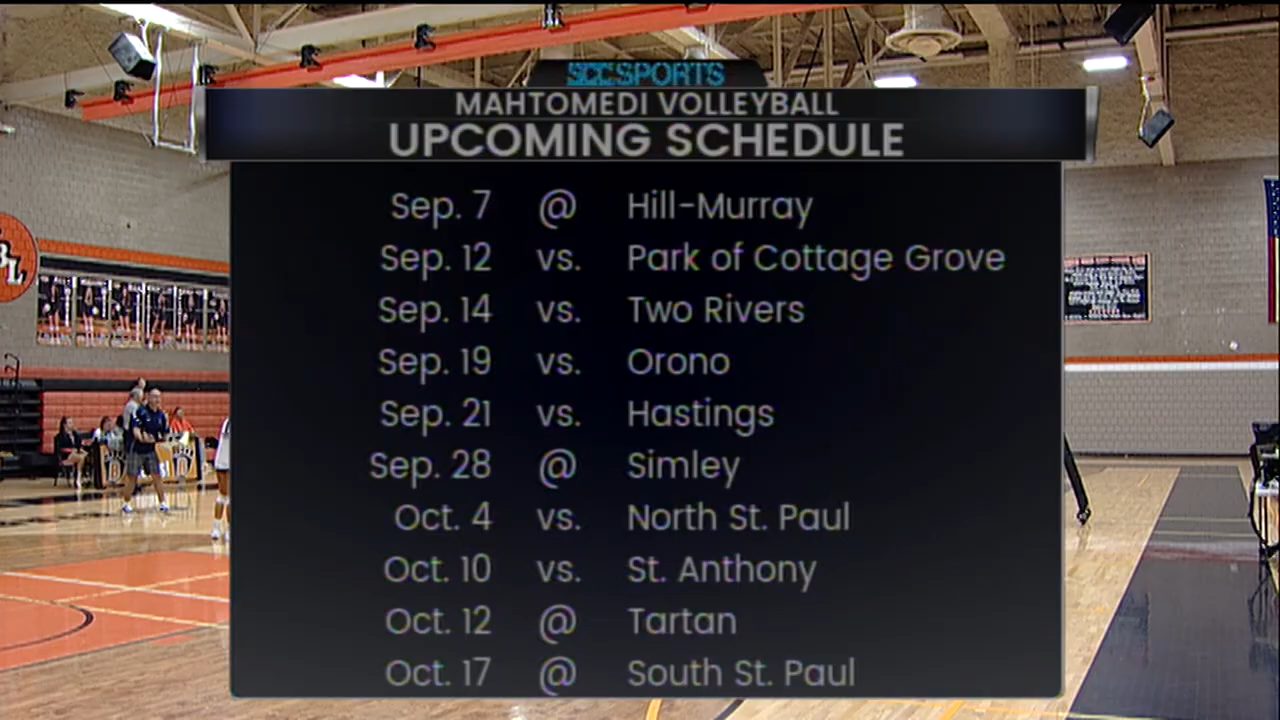 SCCSPORTS
MAHTOMEDI VOLLEYBALL
UPCOMING SCHEDULE
Sep. 7 @ Hill-Murray
Sep. 12 vs. Park of Cottage Grove
Sep. 14 vs. Two Rivers
Sep. 19 vs. Orono
Sep. 21 vs. Hastings
Sep. 28 @ Simley
Oct. 4 vs. North St. Paul
Oct. 10 vs. St. Anthony
Oct. 12 @ Tartan
Oct. 17 @ South St. Paul